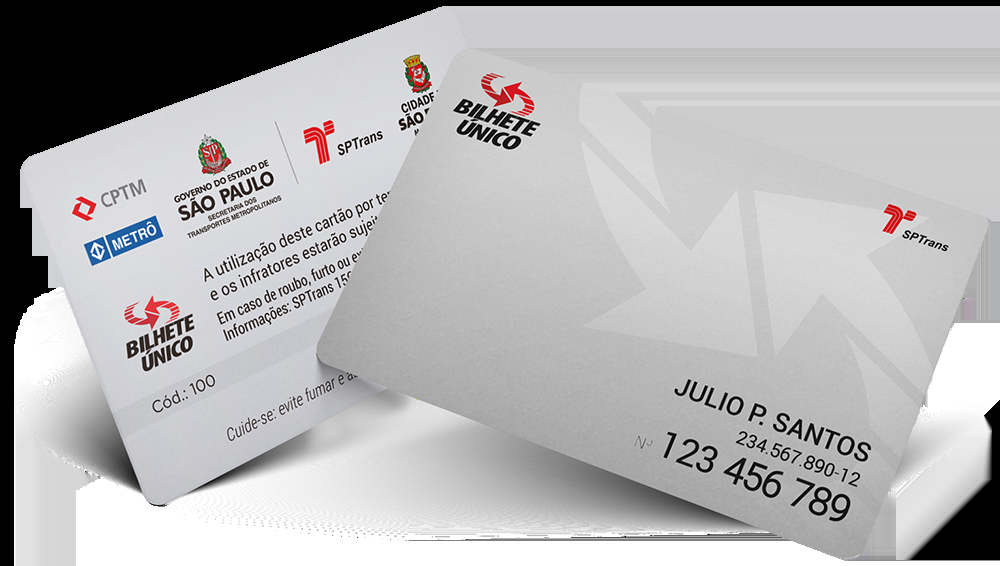 CPTM
METRÔ
GOVERNO DO ESTADO DE
SÃO PAULO
SECRETARIA DOS
TRANSPORTES METROPOLITANOS
SPTrans
CIDADE
SÃO
A utilização deste cartão por
e os infratores estarão
Em caso de roubo, furto ou
Informações: SPTrans
BILHETE
ÚNICO
Cód.: 100
Cuide-se: evite fumar e
BILHETE
ÚNICO
SPTrans
JULIO P. SANTOS
234.567.890-12
Nº 123 456 789